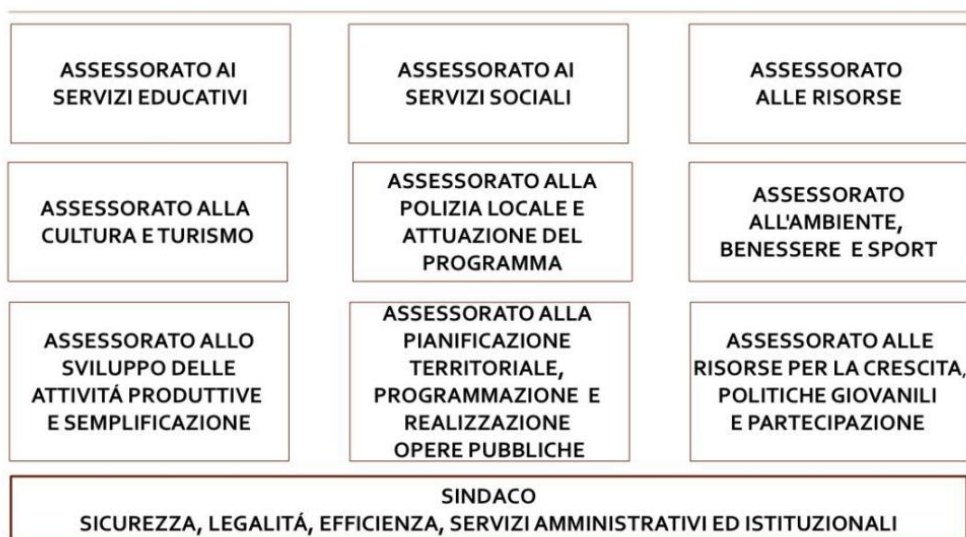 ASSESSORATO AI
SERVIZI EDUCATIVI
ASSESSORATO AI
SERVIZI SOCIALI
ASSESSORATO
ALLE RISORSE
ASSESSORATO ALLA
CULTURA E TURISMO
ASSESSORATO ALLA
POLIZIA LOCALE E
ATTUAZIONE DEL
PROGRAMMA
ASSESSORATO
ALL'AMBIENTE,
BENESSERE E SPORT
ASSESSORATO ALLO
SVILUPPO DELLE
ATTIVITÁ PRODUTTIVE
E SEMPLIFICAZIONE
ASSESSORATO ALLA
PIANIFICAZIONE
TERRITORIALE,
PROGRAMMAZIONE E
REALIZZAZIONE
OPERE PUBBLICHE
ASSESSORATO ALLE
RISORSE PER LA CRESCITA,
POLITICHE GIOVANILI
E PARTECIPAZIONE
SINDACO
SICUREZZA, LEGALITÁ, EFFICIENZA, SERVIZI AMMINISTRATIVI ED ISTITUZIONALI